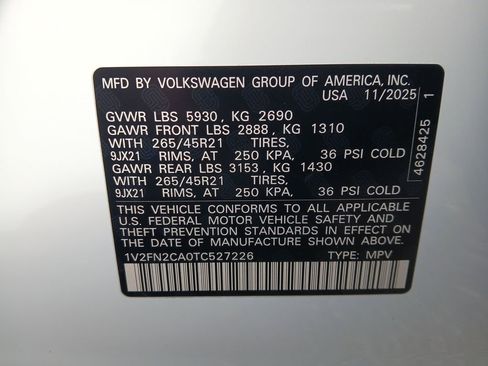 MFD BY VOLKSWAGEN GROUP OF AMERICA, INC.
USA 11/2025
GVWR LBS 5930, KG 2690
GAWR FRONT LBS 2888, KG 1310
WITH 265/45R21 TIRES,
9JX21 RIMS, AT 250 KPA, 36 PSI COLD
GAWR REAR LBS 3153, KG 1430
WITH 265/45R21 TIRES,
9JX21 RIMS, AT 250 KPA, 36 PSI COLD
THIS VEHICLE CONFORMS TO ALL APPLICABLE
U.S. FEDERAL MOTOR VEHICLE SAFETY AND
THEFT PREVENTION STANDARDS IN EFFECT ON
THE DATE OF MANUFACTURE SHOWN ABOVE.
1V2FN2CA0TC527226 TYPE: MPV
4628425 1